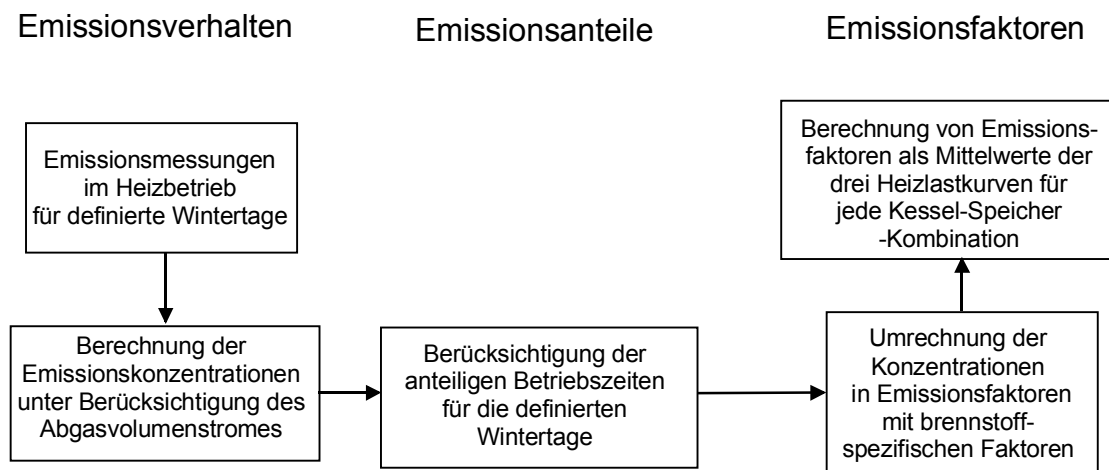 Emissionsverhalten
Emissionsanteile
Emissionsfaktoren
Emissionsmessungen
im Heizbetrieb
für definierte Wintertage
Berechnung der
Emissionskonzentrationen
unter Berücksichtigung des
Abgasvolumenstromes
Berücksichtigung der
anteiligen Betriebszeiten
für die definierten
Wintertage
Umrechnung der
Konzentrationen
in Emissionsfaktoren
mit brennstoff-
spezifischen Faktoren
Berechnung von Emissions-
faktoren als Mittelwerte der
drei Heizlastkurven für
jede Kessel-Speicher
-Kombination